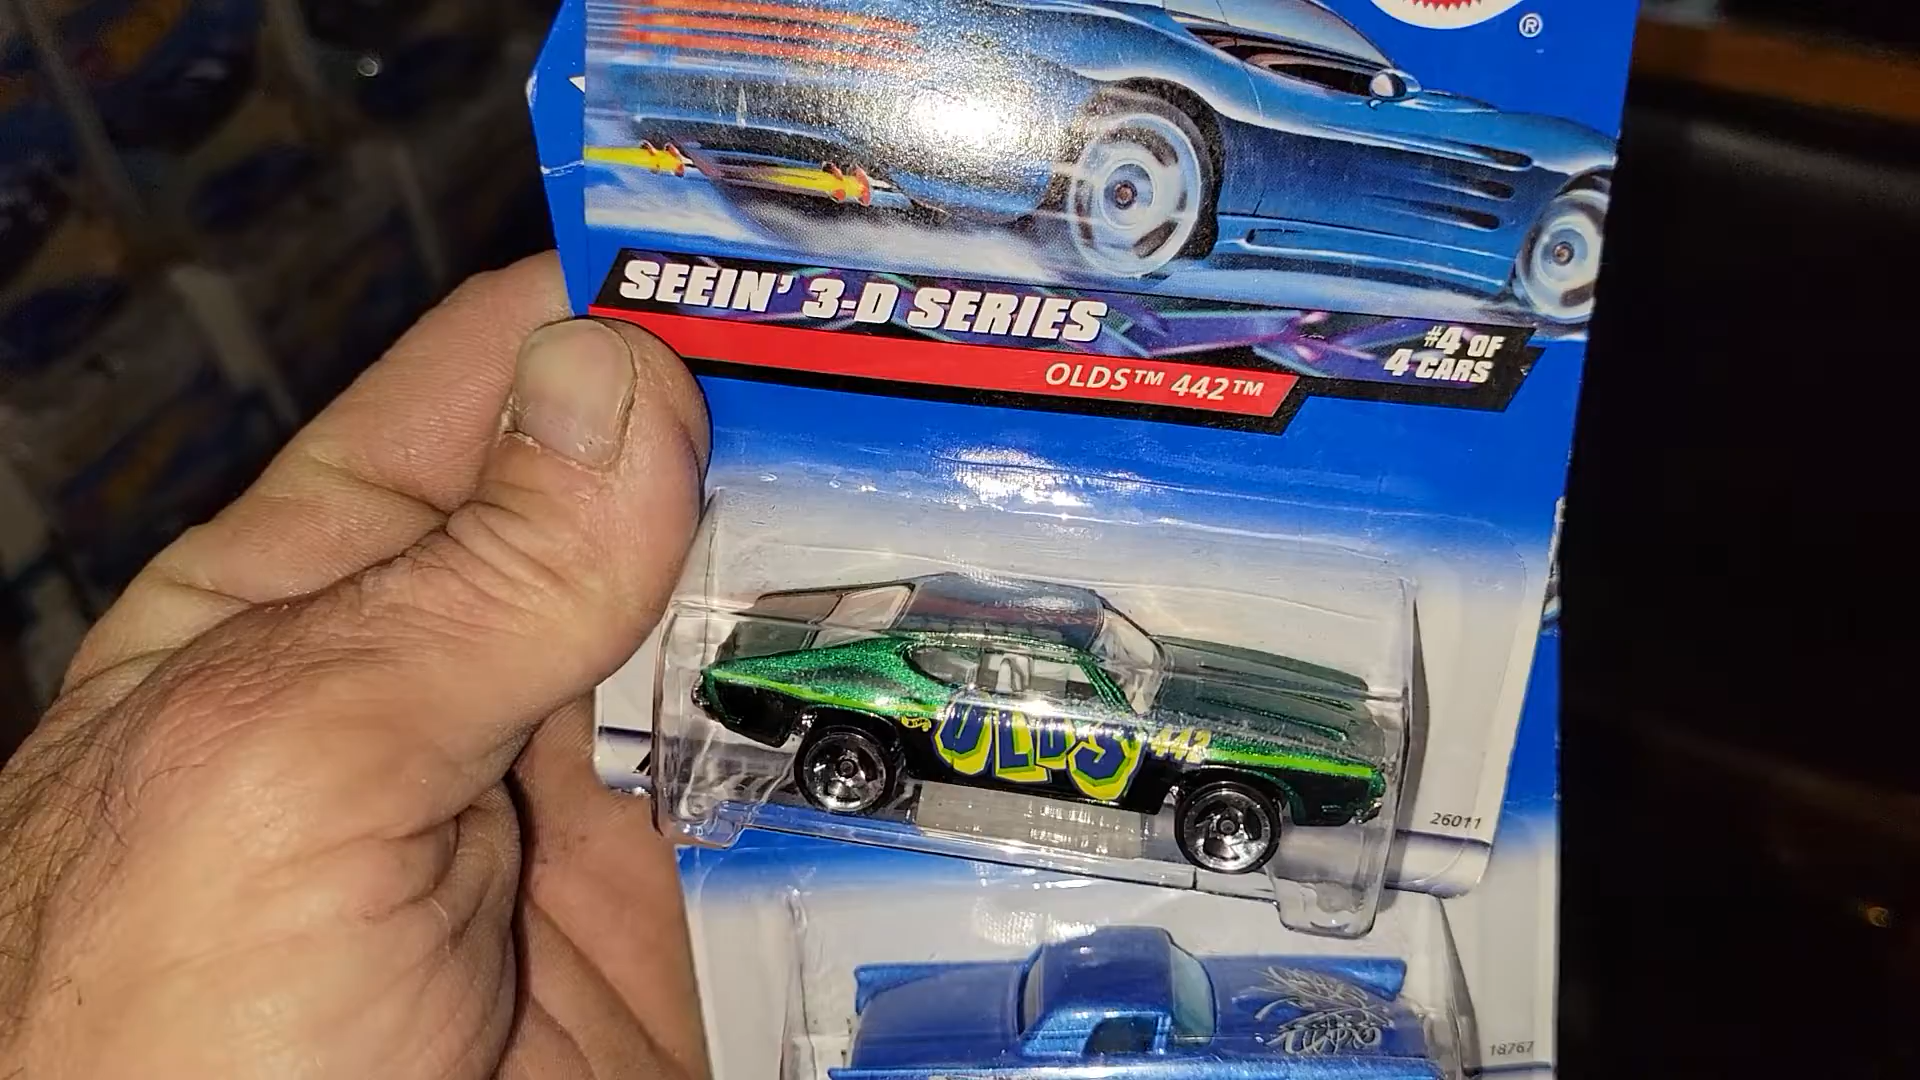 ®
SEEIN' 3-D SERIES
#4 OF
4 CARS
OLDS™ 442™
OLDS 442
26011
18767